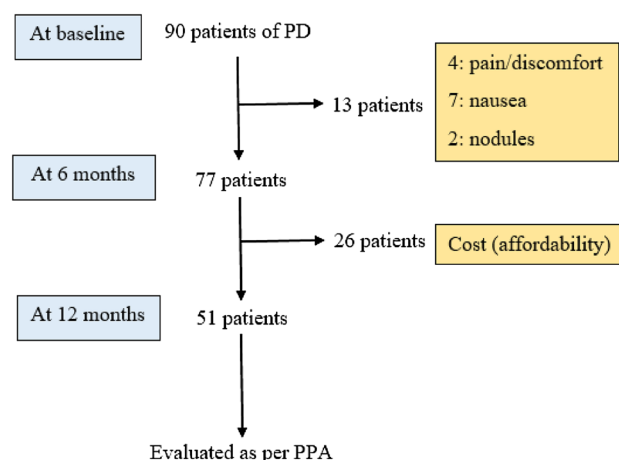 At baseline
90 patients of PD
13 patients
4: pain/discomfort
7: nausea
2: nodules
At 6 months
77 patients
26 patients
Cost (affordability)
At 12 months
51 patients
Evaluated as per PPA